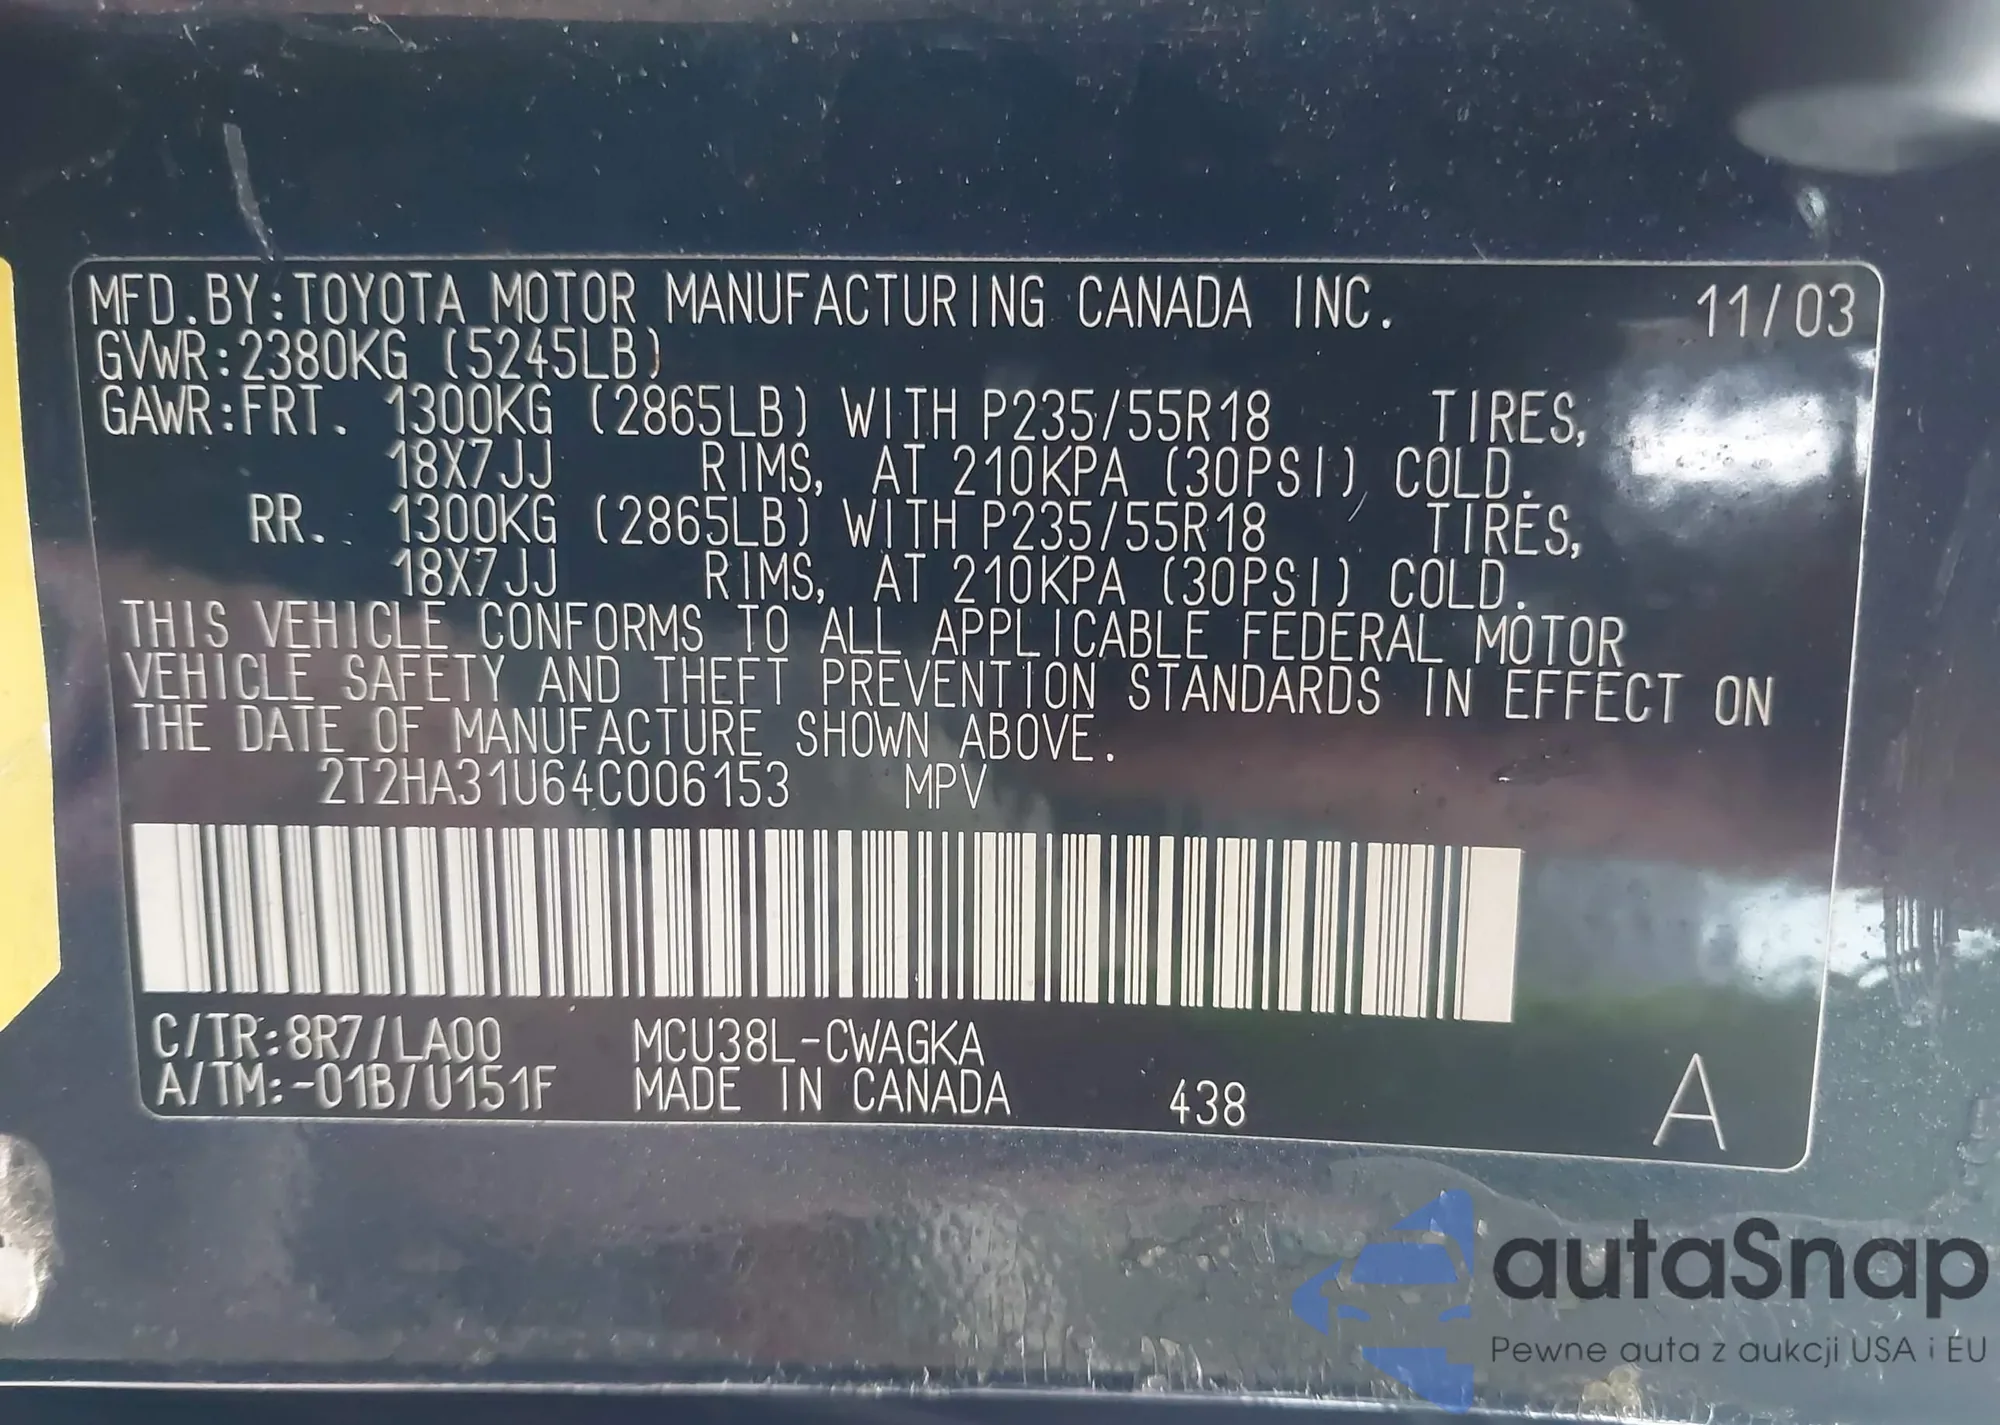 MFD. BY: TOYOTA MOTOR MANUFACTURING CANADA INC. 11/03
GVWR: 2380KG (5245LB)
GAWR: FRT. 1300KG (2865LB) WITH P235/55R18 TIRES,
18X7JJ RIMS, AT 210KPA (30PSI) COLD.
RR. 1300KG (2865LB) WITH P235/55R18 TIRES,
18X7JJ RIMS, AT 210KPA (30PSI) COLD.
THIS VEHICLE CONFORMS TO ALL APPLICABLE FEDERAL MOTOR
VEHICLE SAFETY AND THEFT PREVENTION STANDARDS IN EFFECT ON
THE DATE OF MANUFACTURE SHOWN ABOVE.
2T2HA31U64C006153 MPV
C/TR: 8R7/LA00 MCU38L-CWAGKA
A/TM: -01B/U151F MADE IN CANADA 438 A
autaSnap
Pewne auta z aukcji USA i EU